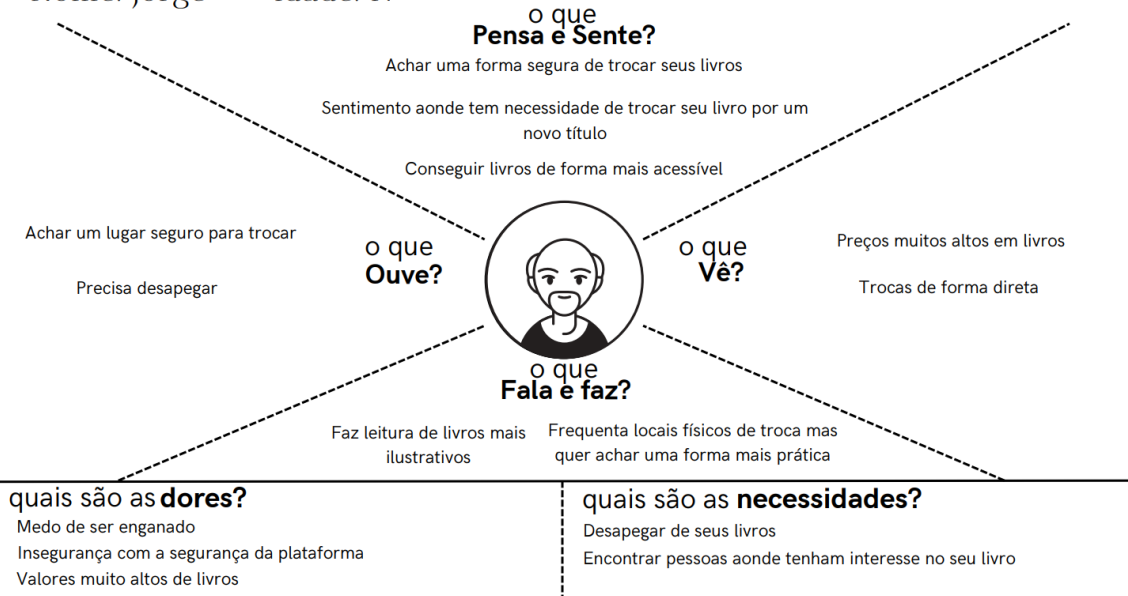 o que
Pensa e Sente?
Achar uma forma segura de trocar seus livros
Sentimento aonde tem necessidade de trocar seu livro por um
novo título
Conseguir livros de forma mais acessível
Achar um lugar seguro para trocar
Precisa desapegar
o que
Ouve?
o que
Vê?
Preços muitos altos em livros
Trocas de forma direta
o que
Fala e faz?
Faz leitura de livros mais
ilustrativos
Frequenta locais físicos de troca mas
quer achar uma forma mais prática
quais são as dores?
Medo de ser enganado
Insegurança com a segurança da plataforma
Valores muito altos de livros
quais são as necessidades?
Desapegar de seus livros
Encontrar pessoas aonde tenham interesse no seu livro